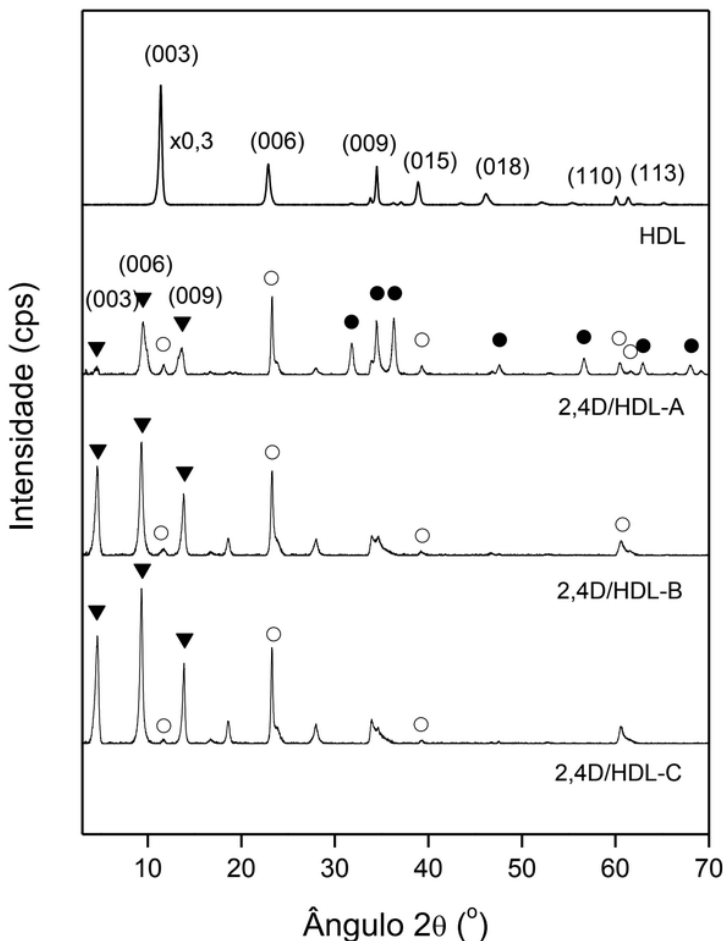 (003)
x0,3
(006)
(009)
(015)
(018)
(110)
(113)
HDL
(006)
(003)
(009)
2,4D/HDL-A
2,4D/HDL-B
2,4D/HDL-C
Intensidade (cps)
10 20 30 40 50 60 70
Ângulo 2θ (°)